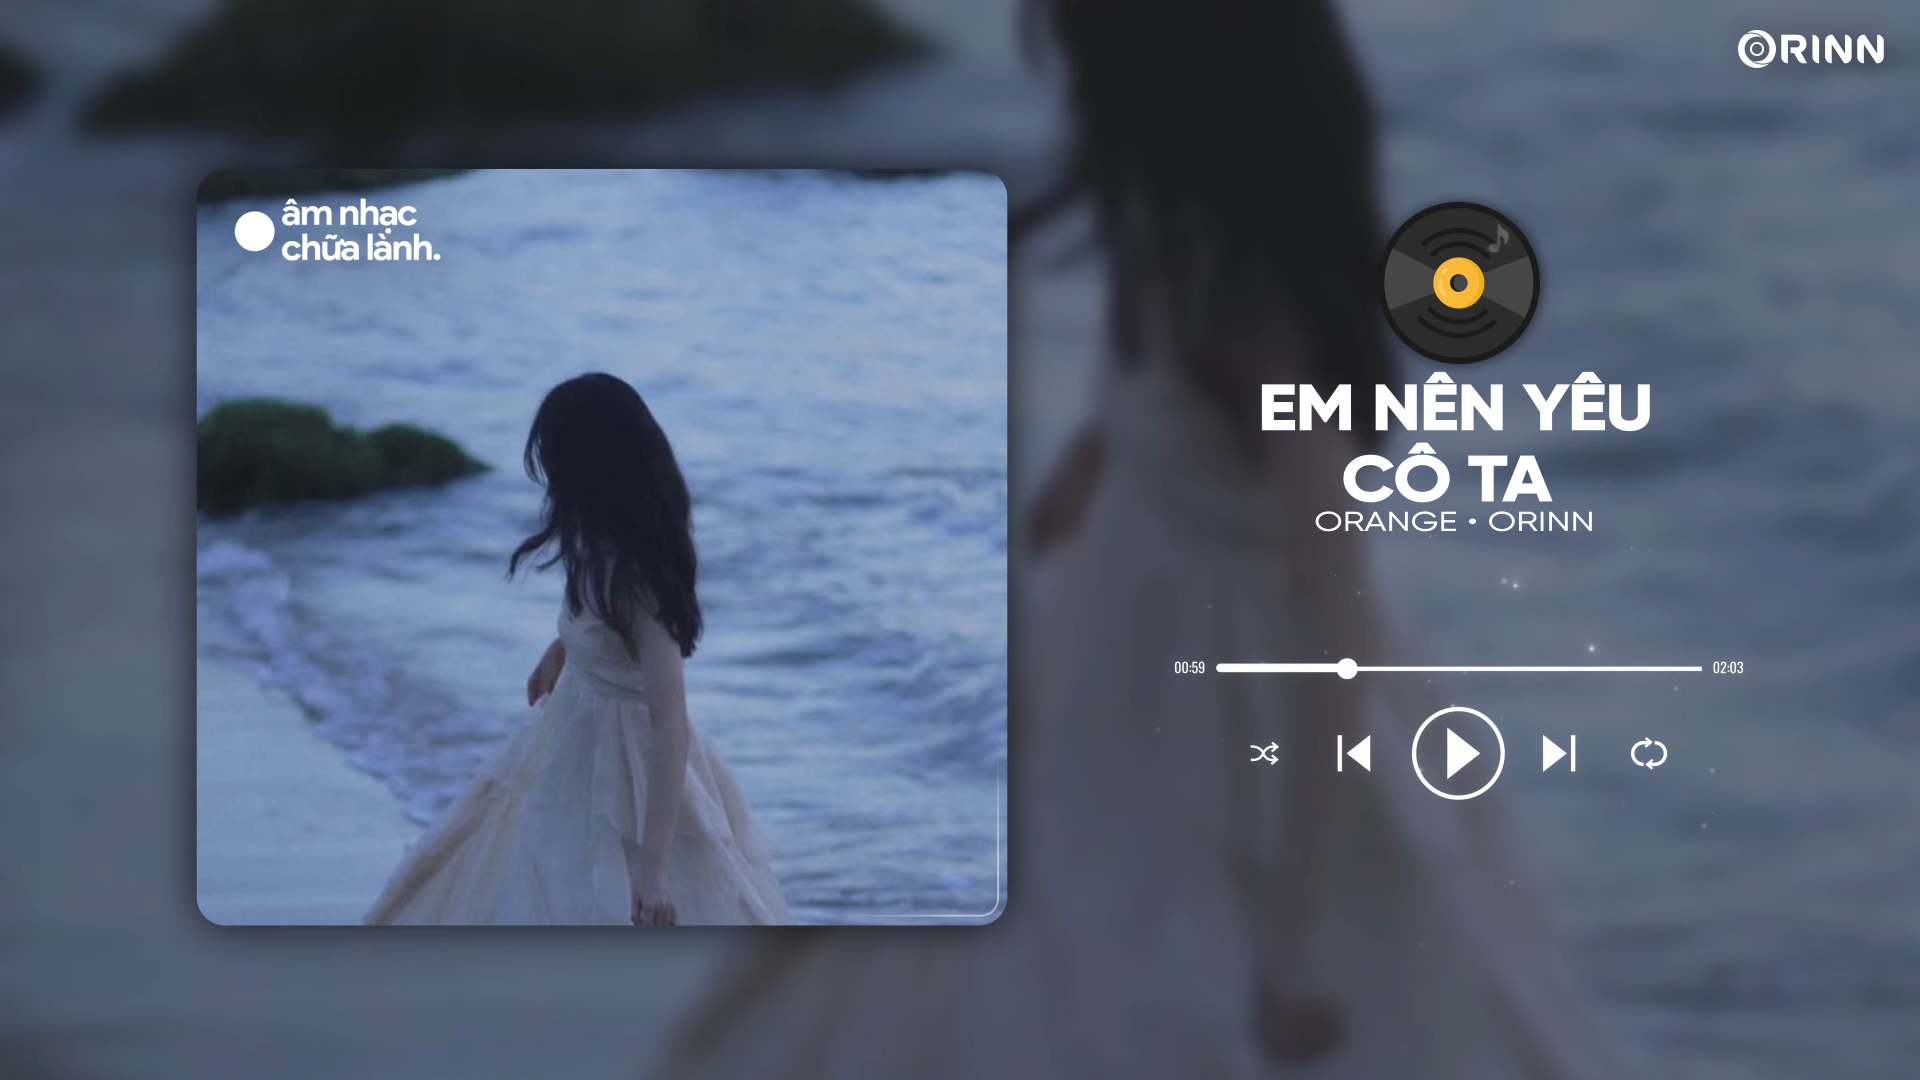 ORINN
âm nhạc
chữa lành.
EM NÊN YÊU
CÔ TA
ORANGE • ORINN
00:59
02:03